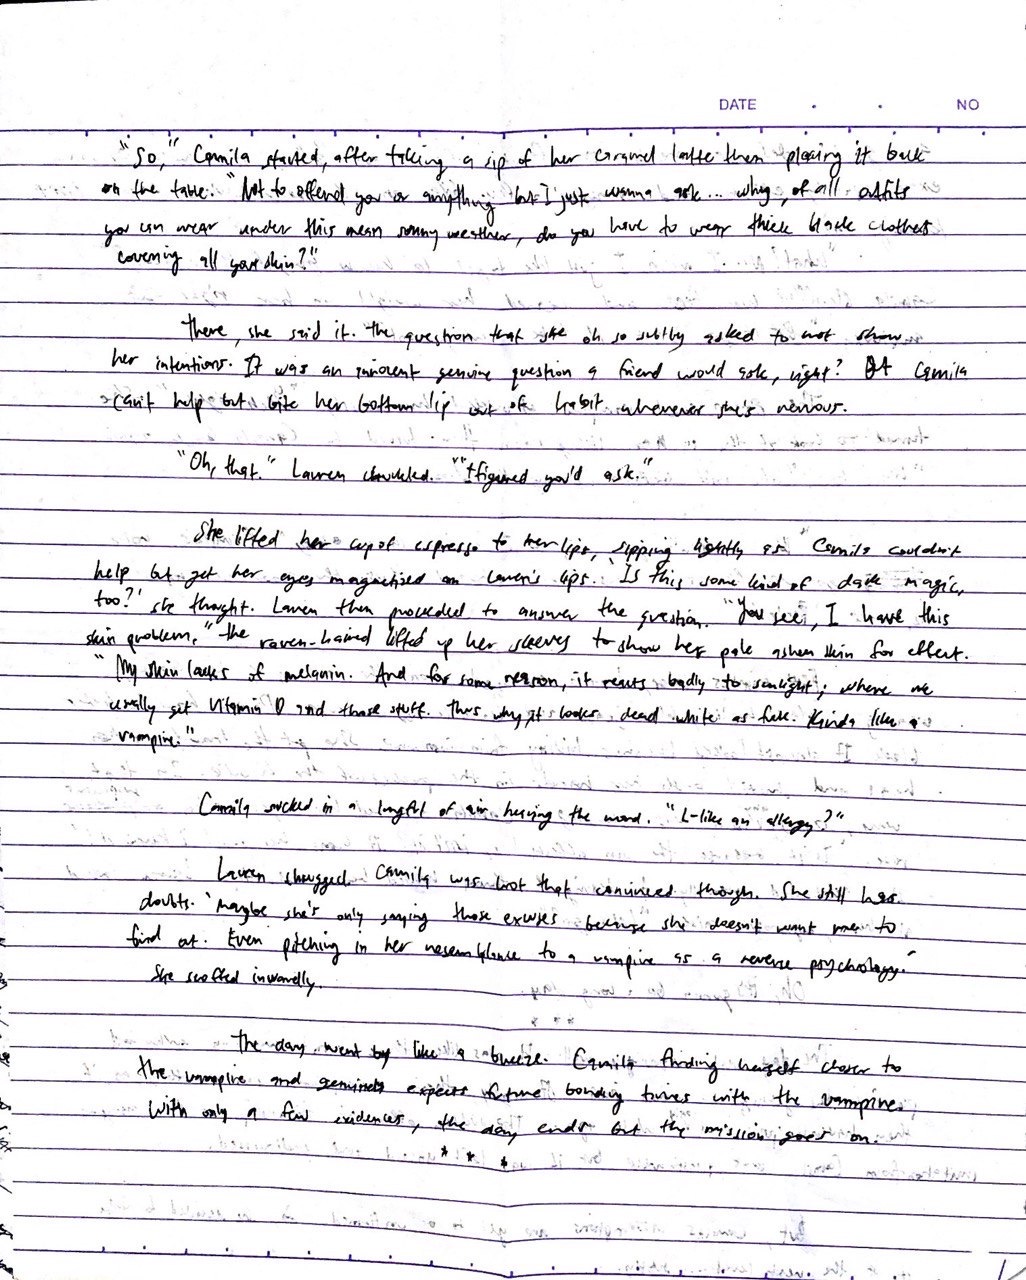 DATE . . NO
"So," Camila started, after taking a sip of her caramel latte then placing it back
on the table. "Not to offend you or anything but I just wanna ask... why, of all outfits
you can wear under this mean sunny weather, do you have to wear thick black clothes
covering all your skin?"
There, she said it. The question that she oh so subtly asked to not show
her intentions. It was an innocent genuine question a friend would ask, right? But Camila
can't help but bite her bottom lip out of habit whenever she's nervous.
"Oh, that." Lauren chuckled. "I figured you'd ask."
She lifted her cup of espresso to her lips, sipping lightly as Camila couldn't
help but get her eyes magnetised on Lauren's lips. 'Is this some kind of dark magic,
too?' she thought. Lauren then proceeded to answer the question. "You see, I have this
skin problem," the raven-haired lifted up her sleeves to show her pale ashen skin for effect.
"My skin lacks of melanin. And for some reason, it reacts badly to sunlight; where we
usually get Vitamin D and those stuff. Thus why it looks dead white as fuck. Kinda like a
vampire."
Camila sucked in a lungful of air hearing the word. "L-like an allergy?"
Lauren shrugged. Camila was not that convinced though. She still has
doubts. 'Maybe she's only saying those excuses because she doesn't want me to
find out. Even pitching in her resemblance to a vampire as a reverse psychology.'
She scoffed inwardly.
The day went by like a breeze. Camila finding herself closer to
the vampire and expects future bonding times with the vampire.
With only a few evidences, the day ends but the mission goes on.
* * *